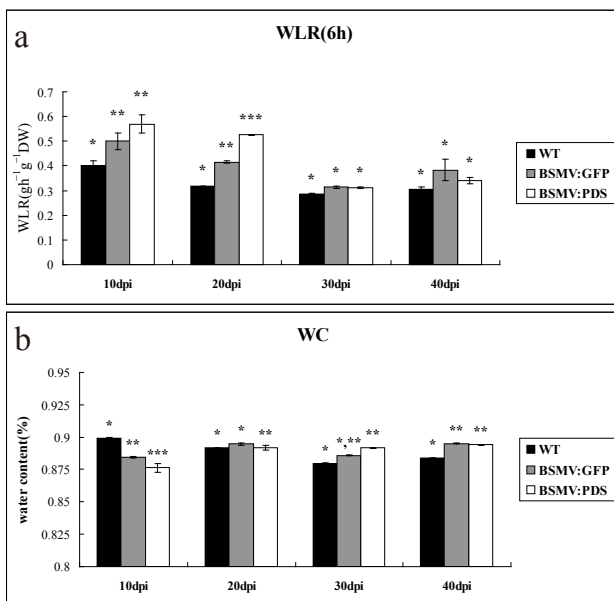 a
WLR(6h)
WLR(gh⁻¹g⁻¹DW)
0.7
0.6
0.5
0.4
0.3
0.2
0.1
0
* ** **
* ** ***
* * *
* * *
10dpi 20dpi 30dpi 40dpi
WT
BSMV:GFP
BSMV:PDS
b
WC
water content(%)
0.95
0.925
0.9
0.875
0.85
0.825
0.8
* ** ***
* * **
* *,** **
* ** **
10dpi 20dpi 30dpi 40dpi
WT
BSMV:GFP
BSMV:PDS